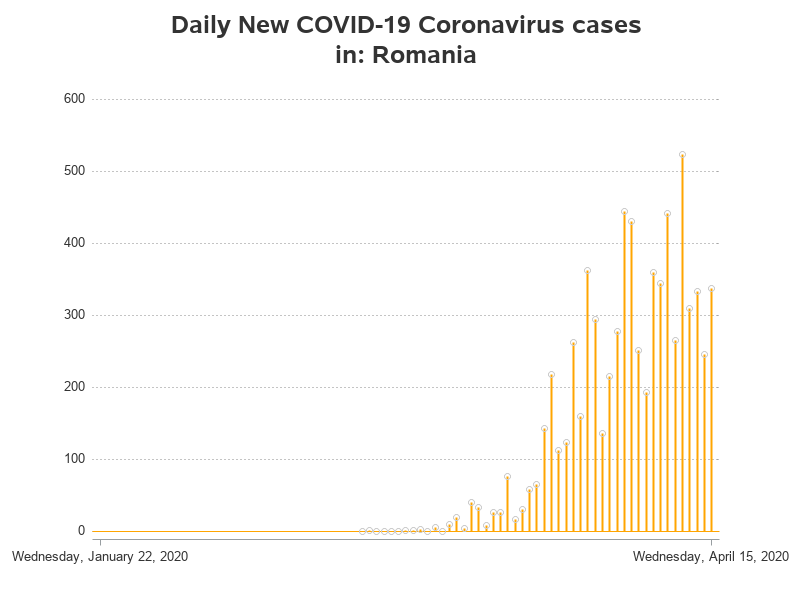 Daily New COVID-19 Coronavirus cases
in: Romania
600
500
400
300
200
100
0
Wednesday, January 22, 2020
Wednesday, April 15, 2020